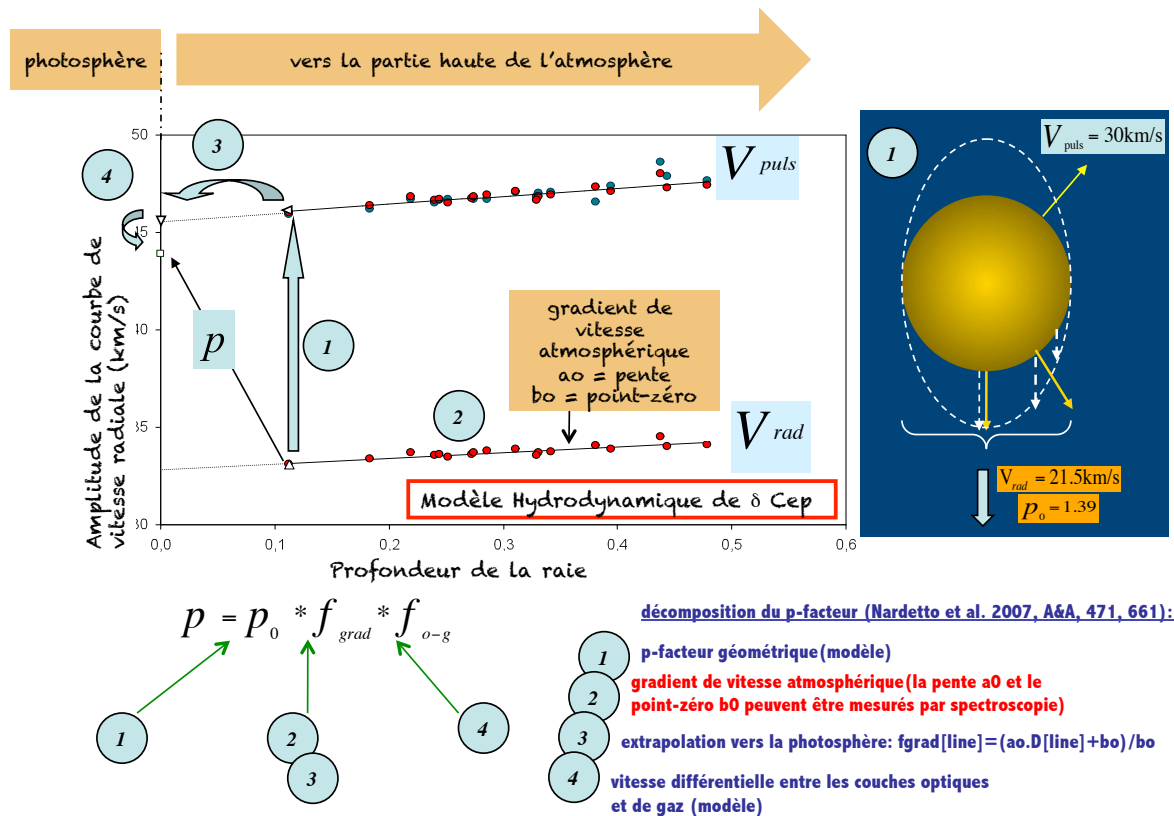 photosphère
vers la partie haute de l'atmosphère
50
45
40
35
30
0,0
0,1
0,2
0,3
0,4
0,5
0,6
Amplitude de la courbe de
vitesse radiale (km/s)
Profondeur de la raie
4
3
1
2
p
V puls
V rad
gradient de
vitesse
atmosphérique
ao = pente
bo = point-zéro
Modèle Hydrodynamique de δ Cep
1
V puls = 30km/s
V rad = 21.5km/s
p o = 1.39
p = p 0 * f grad * f o-g
1
2
3
4
décomposition du p-facteur (Nardetto et al. 2007, A&A, 471, 661):
1
p-facteur géométrique (modèle)
2
gradient de vitesse atmosphérique (la pente a0 et le
point-zéro b0 peuvent être mesurés par spectroscopie)
3
extrapolation vers la photosphère: fgrad[line]=(ao.D[line]+bo)/bo
4
vitesse différentielle entre les couches optiques
et de gaz (modèle)